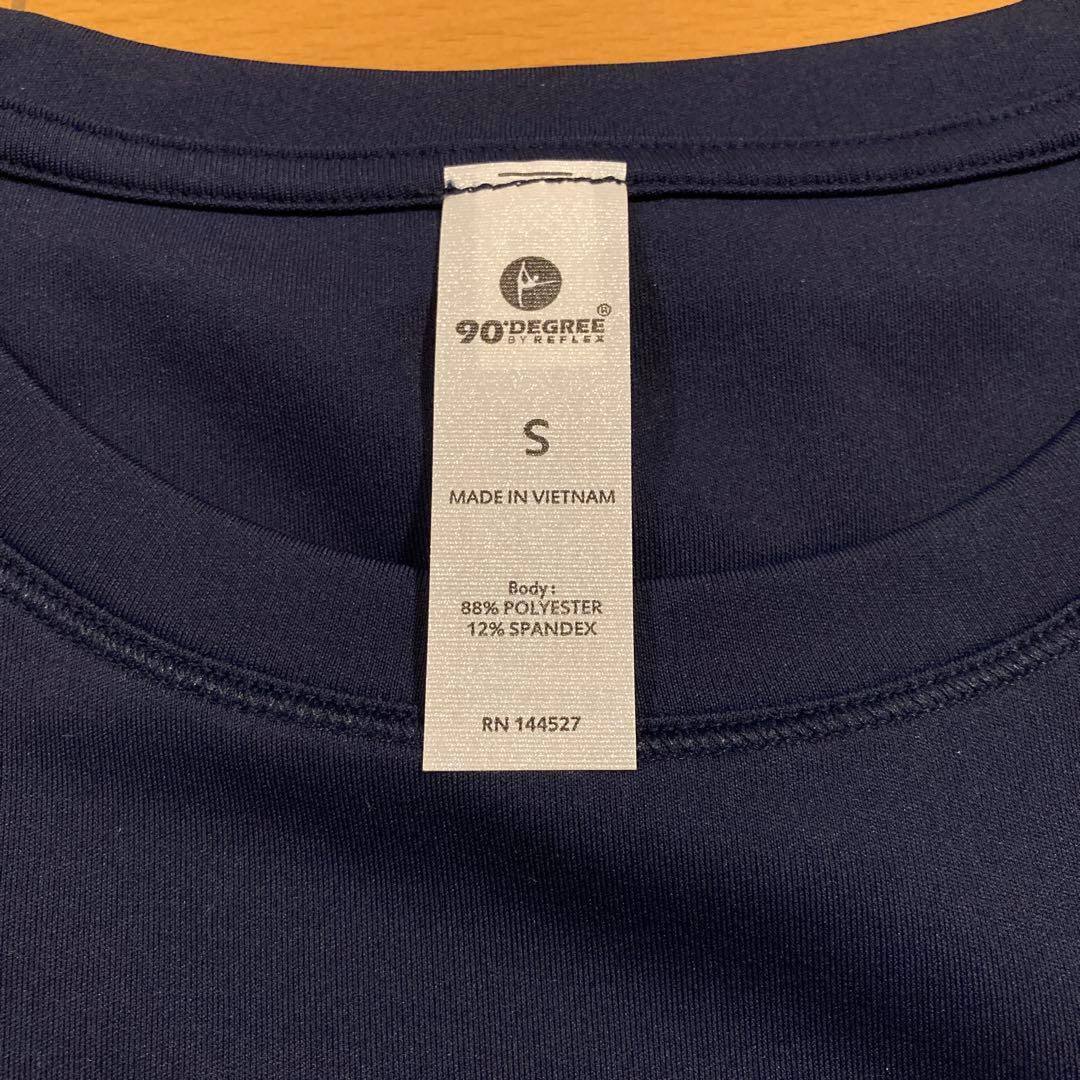 90°DEGREE®
BY REFLEX
S
MADE IN VIETNAM
Body:
88% POLYESTER
12% SPANDEX
RN 144527